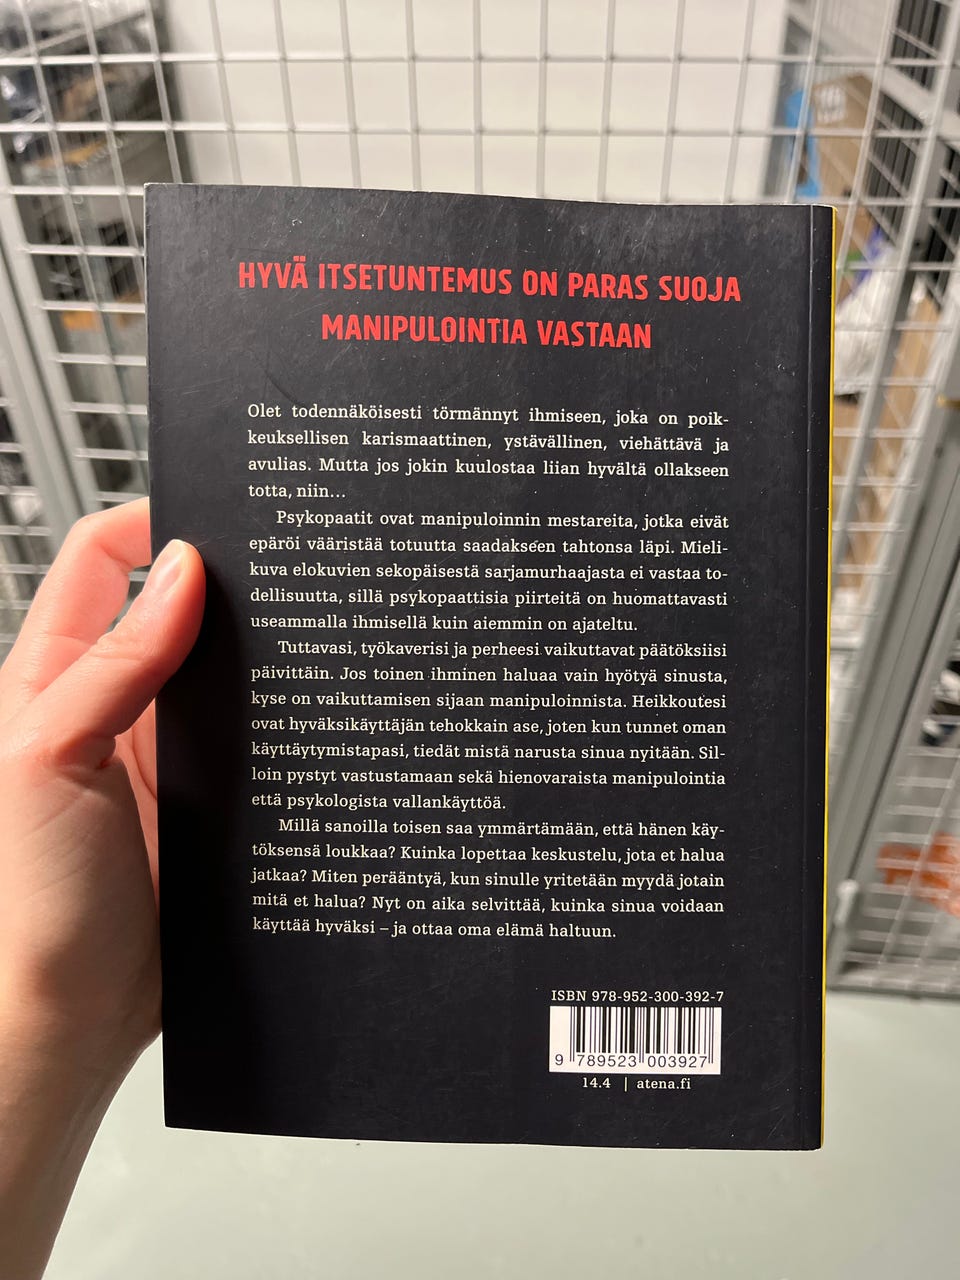 HYVÄ ITSETUNTEMUS ON PARAS SUOJA
MANIPULOINTIA VASTAAN
Olet todennäköisesti törmännyt ihmiseen, joka on poik-
keuksellisen karismaattinen, ystävällinen, viehättävä ja
avulias. Mutta jos jokin kuulostaa liian hyvältä ollakseen
totta, niin...
Psykopaatit ovat manipuloinnin mestareita, jotka eivät
epäröi vääristää totuutta saadakseen tahtonsa läpi. Mieli-
kuva elokuvien sekopäisestä sarjamurhaajasta ei vastaa to-
dellisuutta, sillä psykopaattisia piirteitä on huomattavasti
useammalla ihmisellä kuin aiemmin on ajateltu.
Tuttavasi, työkaverisi ja perheesi vaikuttavat päätöksiisi
päivittäin. Jos toinen ihminen haluaa vain hyötyä sinusta,
kyse on vaikuttamisen sijaan manipuloinnista. Heikkoutesi
ovat hyväksikäyttäjän tehokkain ase, joten kun tunnet oman
käyttäytymistapasi, tiedät mistä narusta sinua nyitään. Sil-
loin pystyt vastustamaan sekä hienovaraista manipulointia
että psykologista vallankäyttöä.
Millä sanoilla toisen saa ymmärtämään, että hänen käy-
töksensä loukkaa? Kuinka lopettaa keskustelu, jota et halua
jatkaa? Miten perääntyä, kun sinulle yritetään myydä jotain
mitä et halua? Nyt on aika selvittää, kuinka sinua voidaan
käyttää hyväksi – ja ottaa oma elämä haltuun.
ISBN 978-952-300-392-7
9 789523 003927
14.4 | atena.fi